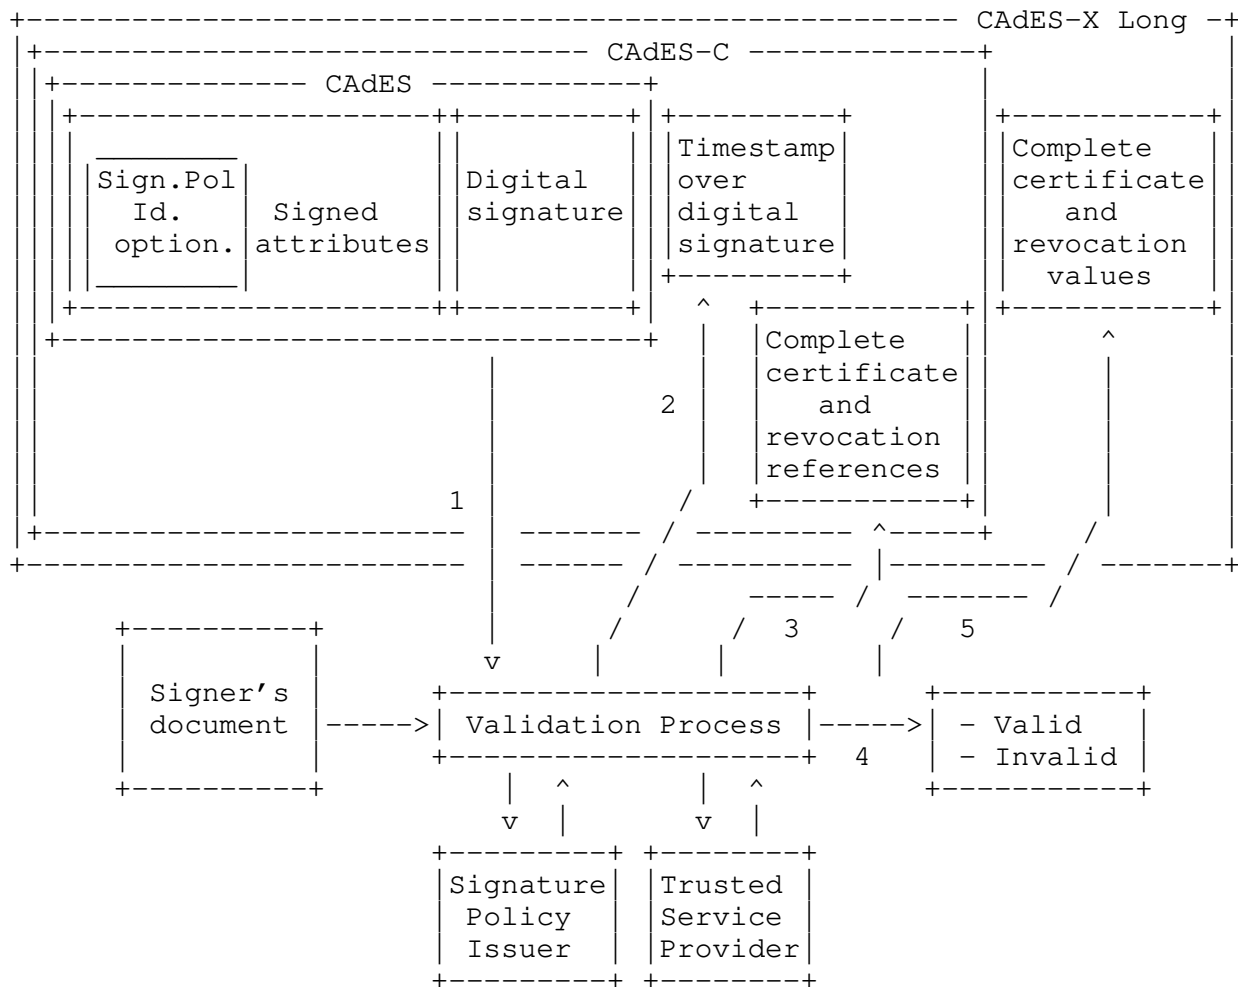 CAdES-X Long
CAdES-C
CAdES
Sign.Pol
Id.
option.
Signed
attributes
Digital
signature
Timestamp
over
digital
signature
Complete
certificate
and
revocation
values
Complete
certificate
and
revocation
references
1
2
3
5
Signer's
document
Validation Process
4
- Valid
- Invalid
Signature
Policy
Issuer
Trusted
Service
Provider